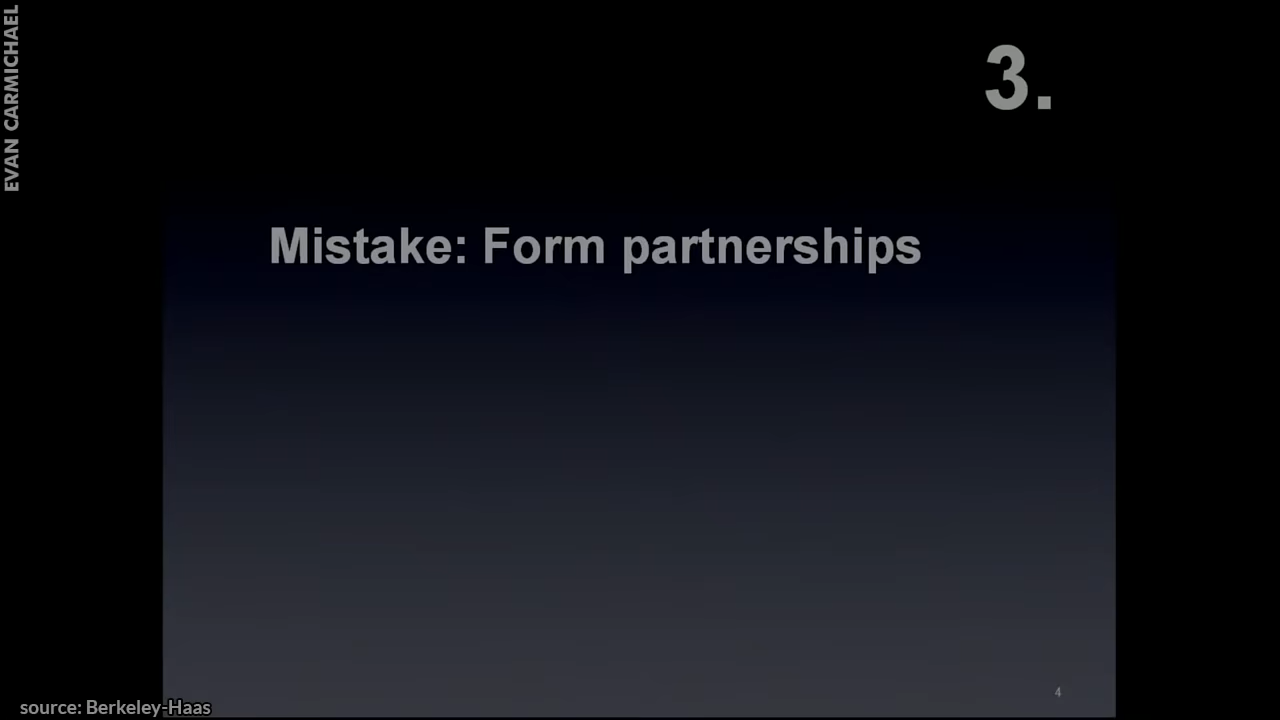 EVAN CARMICHAEL
3.
Mistake: Form partnerships
4
source: Berkeley-Haas